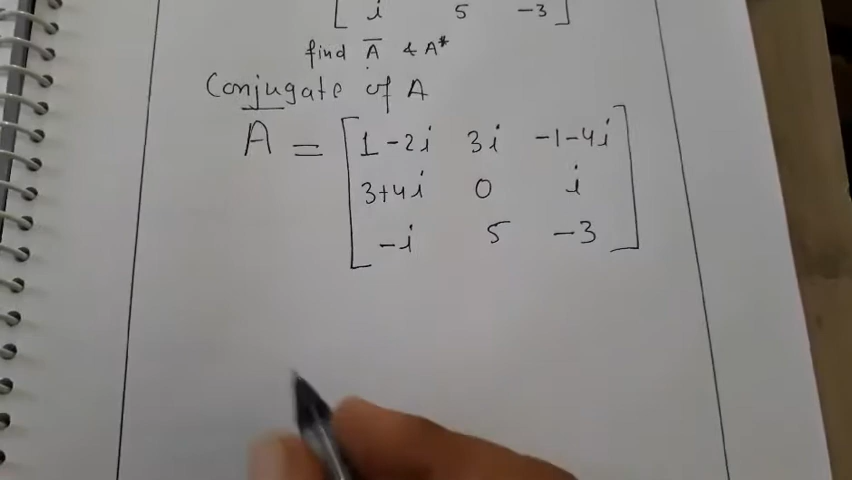 i 5 -3
find A̅ & A*
Conjugate of A
A = 1-2i 3i -1-4i
3+4i 0 i
-i 5 -3